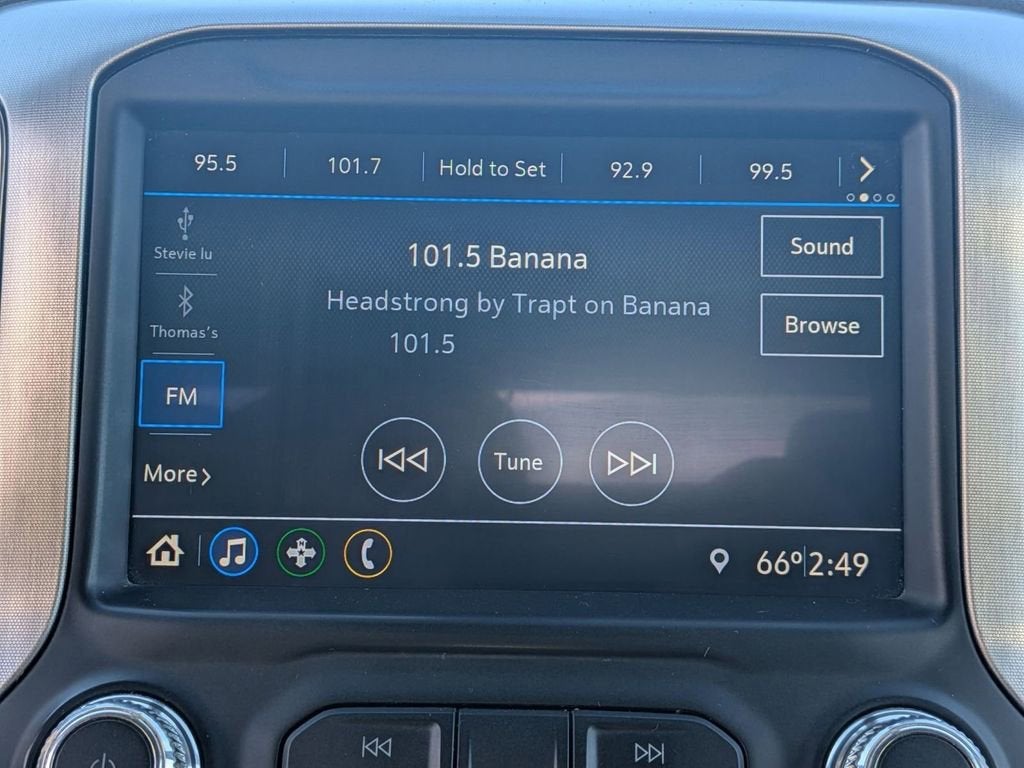 95.5 101.7 Hold to Set 92.9 99.5
Stevie lu
Thomas's
FM
More
101.5 Banana
Headstrong by Trapt on Banana
101.5
Sound
Browse
Tune
66° 2:49